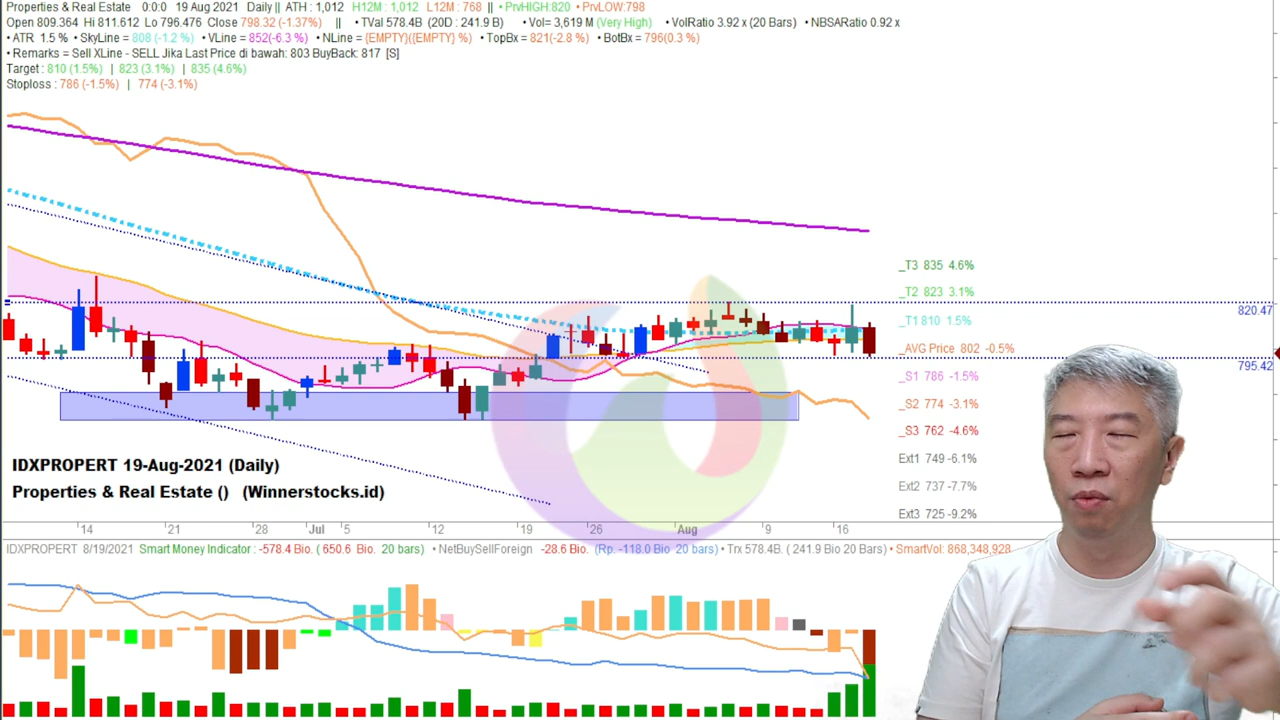 Properties & Real Estate 0:0:0 19 Aug 2021 Daily || ATH : 1,012 H12M : 1,012 L12M : 768 || • PrvHIGH:820 • PrvLOW:798
Open 809.364 Hi 811.612 Lo 796.476 Close 798.32 (-1.37%) || • TVal 578.4B (20D : 241.9 B) • Vol= 3,619 M (Very High) • VolRatio 3.92 x (20 Bars) • NBSARatio 0.92 x
• ATR 1.5 % • SkyLine = 808 (-1.2 %) • VLine = 852(-6.3 %) • NLine = {EMPTY}({EMPTY} %) • TopBx = 821(-2.8 %) • BotBx = 796(0.3 %)
• Remarks = Sell XLine - SELL Jika Last Price di bawah: 803 BuyBack: 817 [S]
Target : 810 (1.5%) | 823 (3.1%) | 835 (4.6%)
Stoploss : 786 (-1.5%) | 774 (-3.1%)
_T3 835 4.6%
_T2 823 3.1%
820.47
_T1 810 1.5%
_AVG Price 802 -0.5%
795.42
_S1 786 -1.5%
_S2 774 -3.1%
_S3 762 -4.6%
Ext1 749 -6.1%
Ext2 737 -7.7%
Ext3 725 -9.2%
IDXPROPERT 19-Aug-2021 (Daily)
Properties & Real Estate () (Winnerstocks.id)
14 21 28 Jul 5 12 19 26 Aug 9 16
IDXPROPERT 8/19/2021 Smart Money Indicator : -578.4 Bio. ( 650.6 Bio. 20 bars) • NetBuySellForeign -28.6 Bio. (Rp. -118.0 Bio. 20 bars) • Trx 578.4B. ( 241.9 Bio 20 Bars) • SmartVol: 868,348,928